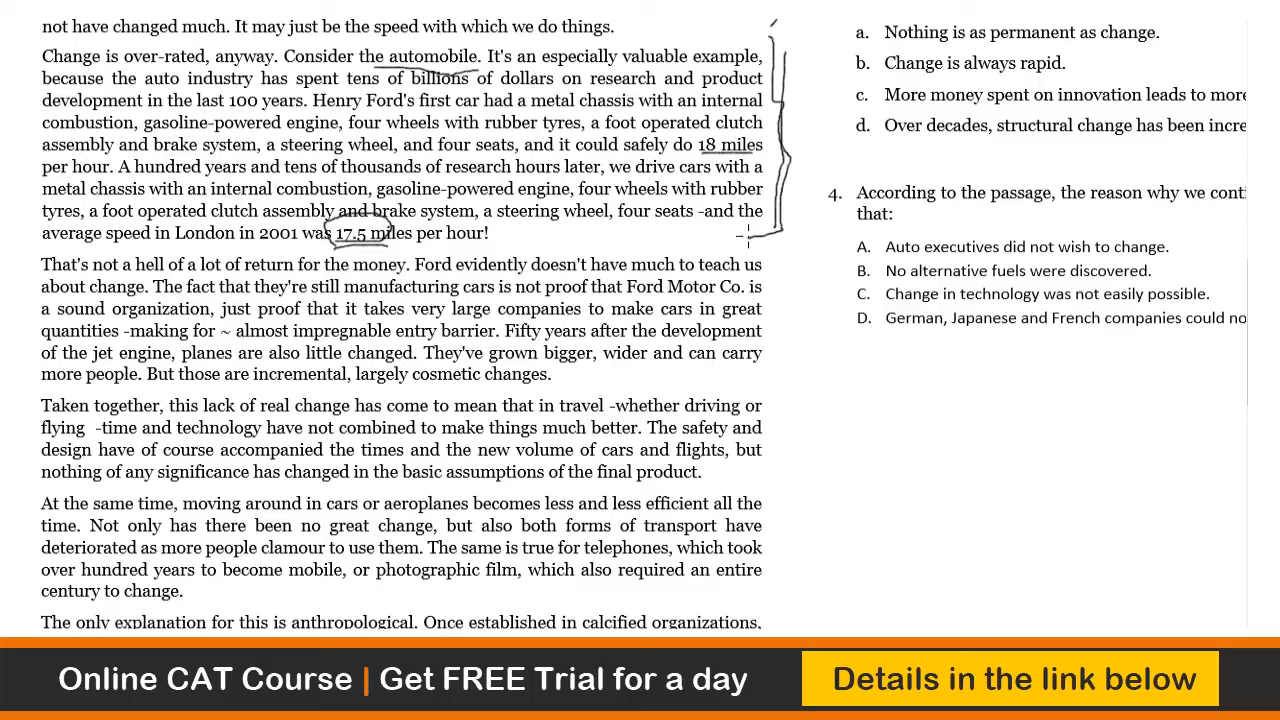 not have changed much. It may just be the speed with which we do things.
Change is over-rated, anyway. Consider the automobile. It's an especially valuable example,
because the auto industry has spent tens of billions of dollars on research and product
development in the last 100 years. Henry Ford's first car had a metal chassis with an internal
combustion, gasoline-powered engine, four wheels with rubber tyres, a foot operated clutch
assembly and brake system, a steering wheel, and four seats, and it could safely do 18 miles
per hour. A hundred years and tens of thousands of research hours later, we drive cars with a
metal chassis with an internal combustion, gasoline-powered engine, four wheels with rubber
tyres, a foot operated clutch assembly and brake system, a steering wheel, four seats -and the
average speed in London in 2001 was 17.5 miles per hour!
That's not a hell of a lot of return for the money. Ford evidently doesn't have much to teach us
about change. The fact that they're still manufacturing cars is not proof that Ford Motor Co. is
a sound organization, just proof that it takes very large companies to make cars in great
quantities -making for ~ almost impregnable entry barrier. Fifty years after the development
of the jet engine, planes are also little changed. They've grown bigger, wider and can carry
more people. But those are incremental, largely cosmetic changes.
Taken together, this lack of real change has come to mean that in travel -whether driving or
flying -time and technology have not combined to make things much better. The safety and
design have of course accompanied the times and the new volume of cars and flights, but
nothing of any significance has changed in the basic assumptions of the final product.
At the same time, moving around in cars or aeroplanes becomes less and less efficient all the
time. Not only has there been no great change, but also both forms of transport have
deteriorated as more people clamour to use them. The same is true for telephones, which took
over hundred years to become mobile, or photographic film, which also required an entire
century to change.
The only explanation for this is anthropological. Once established in calcified organizations,
a. Nothing is as permanent as change.
b. Change is always rapid.
c. More money spent on innovation leads to more
d. Over decades, structural change has been incre
4. According to the passage, the reason why we conti
that:
A. Auto executives did not wish to change.
B. No alternative fuels were discovered.
C. Change in technology was not easily possible.
D. German, Japanese and French companies could no
Online CAT Course | Get FREE Trial for a day
Details in the link below